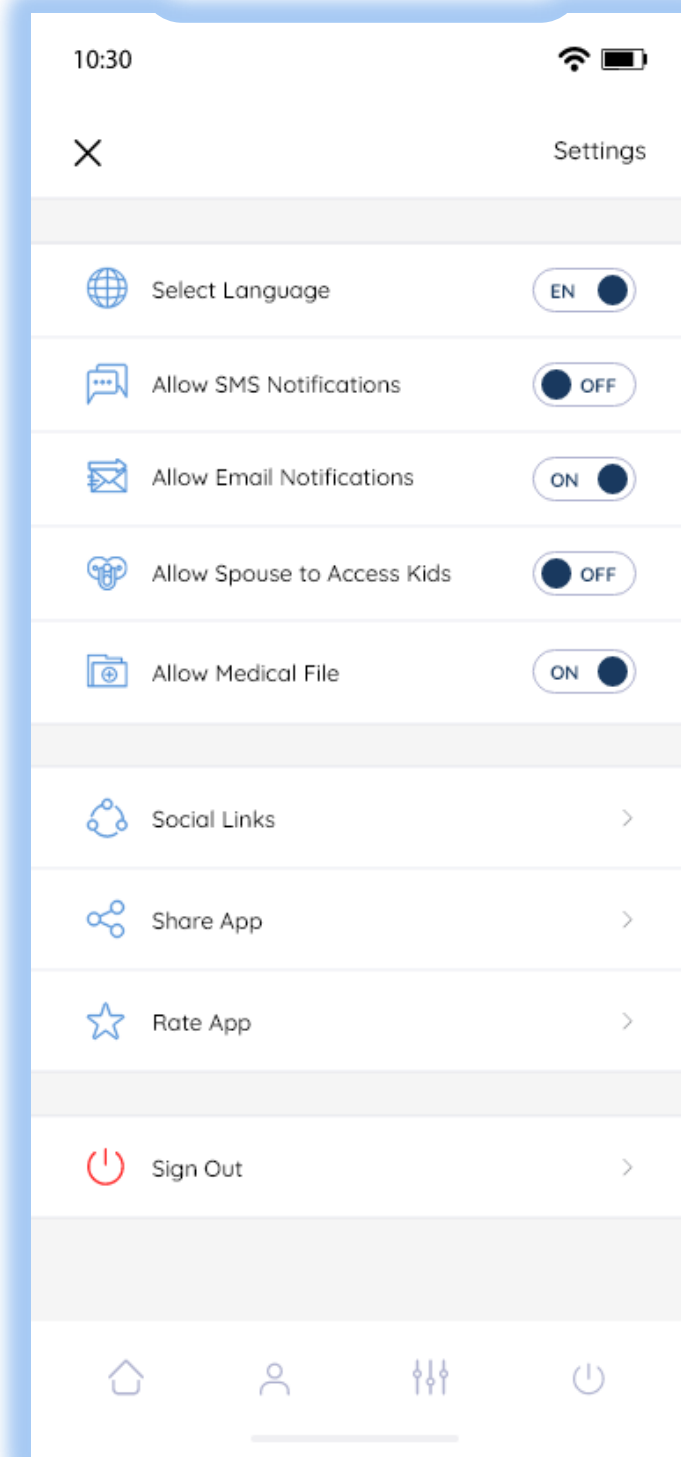 10:30
Settings
Select Language EN
Allow SMS Notifications OFF
Allow Email Notifications ON
Allow Spouse to Access Kids OFF
Allow Medical File ON
Social Links
Share App
Rate App
Sign Out